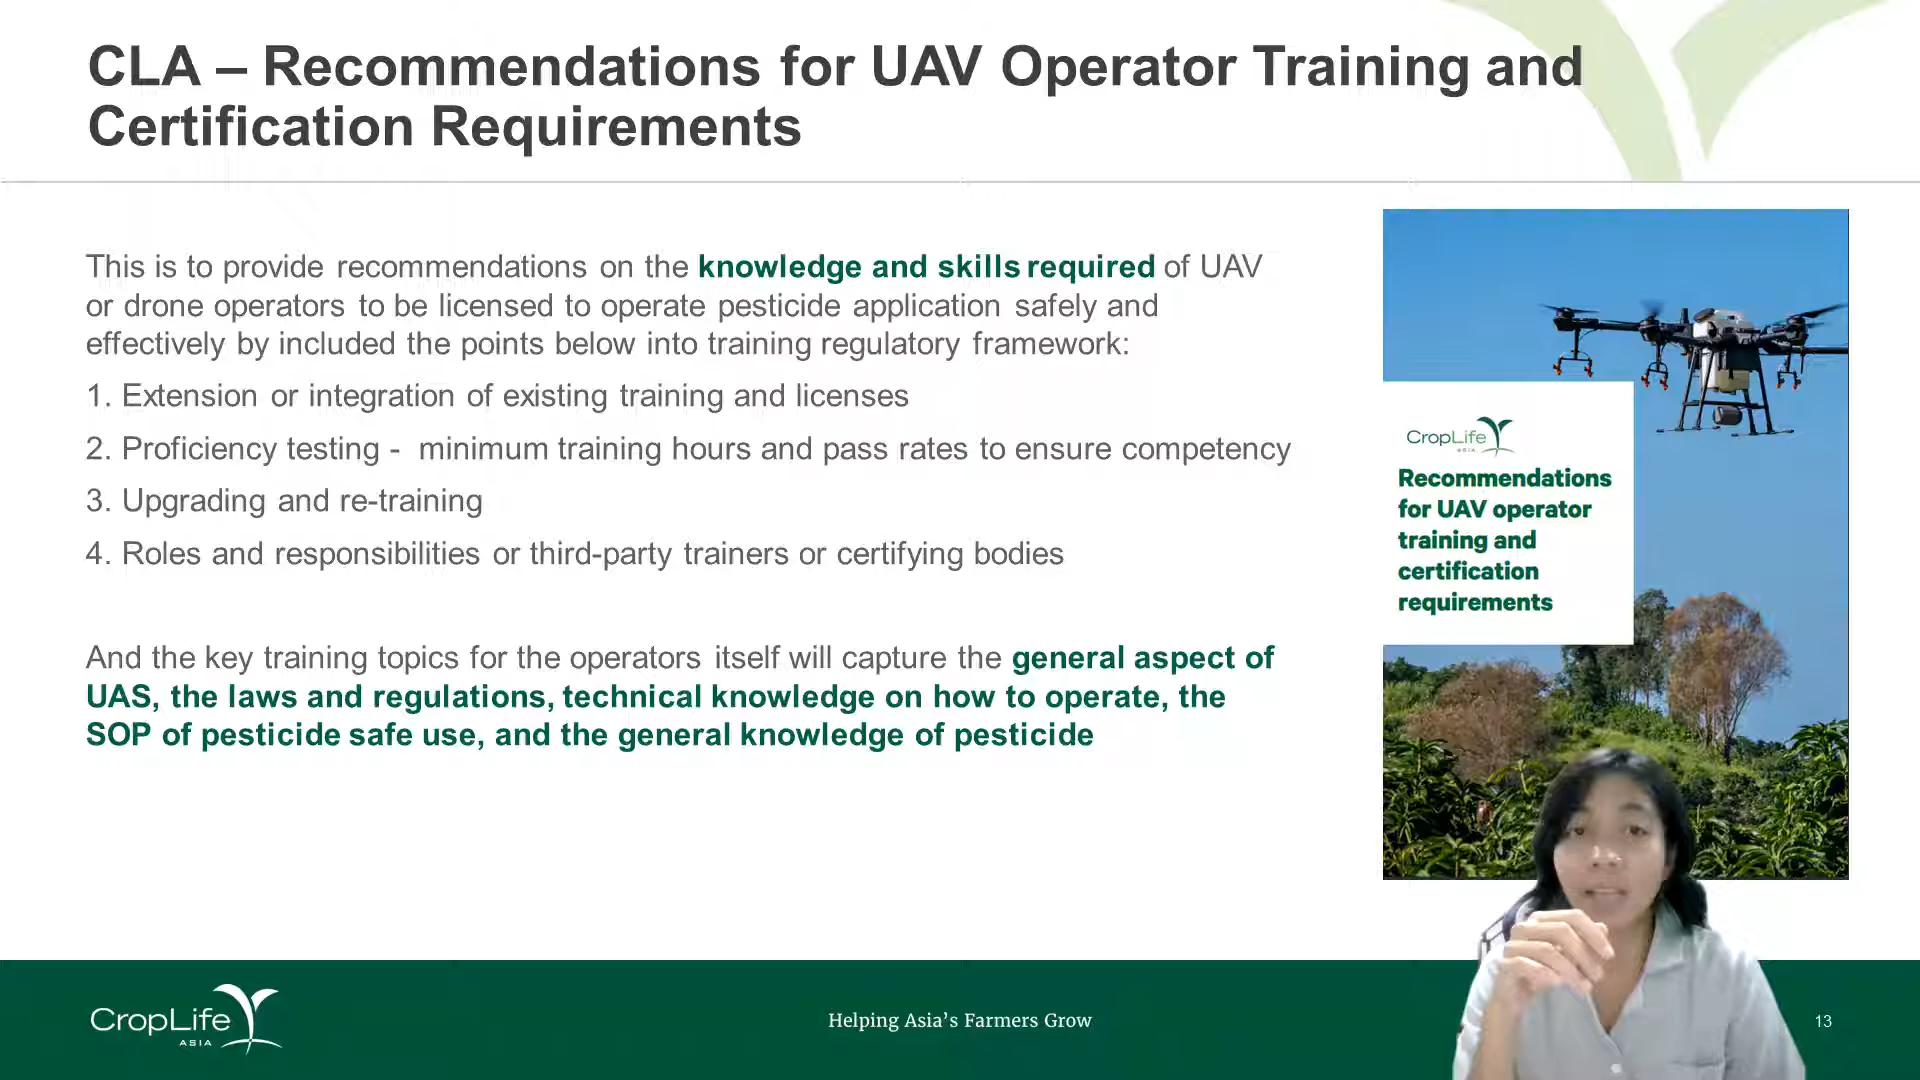 CLA – Recommendations for UAV Operator Training and
Certification Requirements
This is to provide recommendations on the knowledge and skills required of UAV
or drone operators to be licensed to operate pesticide application safely and
effectively by included the points below into training regulatory framework:
1. Extension or integration of existing training and licenses
2. Proficiency testing - minimum training hours and pass rates to ensure competency
3. Upgrading and re-training
4. Roles and responsibilities or third-party trainers or certifying bodies
And the key training topics for the operators itself will capture the general aspect of
UAS, the laws and regulations, technical knowledge on how to operate, the
SOP of pesticide safe use, and the general knowledge of pesticide
CropLife
ASIA
Recommendations
for UAV operator
training and
certification
requirements
CropLife
ASIA
Helping Asia's Farmers Grow
13